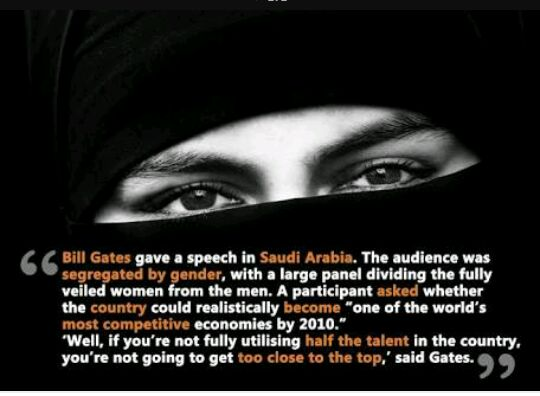 Bill Gates gave a speech in Saudi Arabia. The audience was
segregated by gender, with a large panel dividing the fully
veiled women from the men. A participant asked whether
the country could realistically become “one of the world’s
most competitive economies by 2010.”
‘Well, if you’re not fully utilising half the talent in the country,
you’re not going to get too close to the top,’ said Gates.